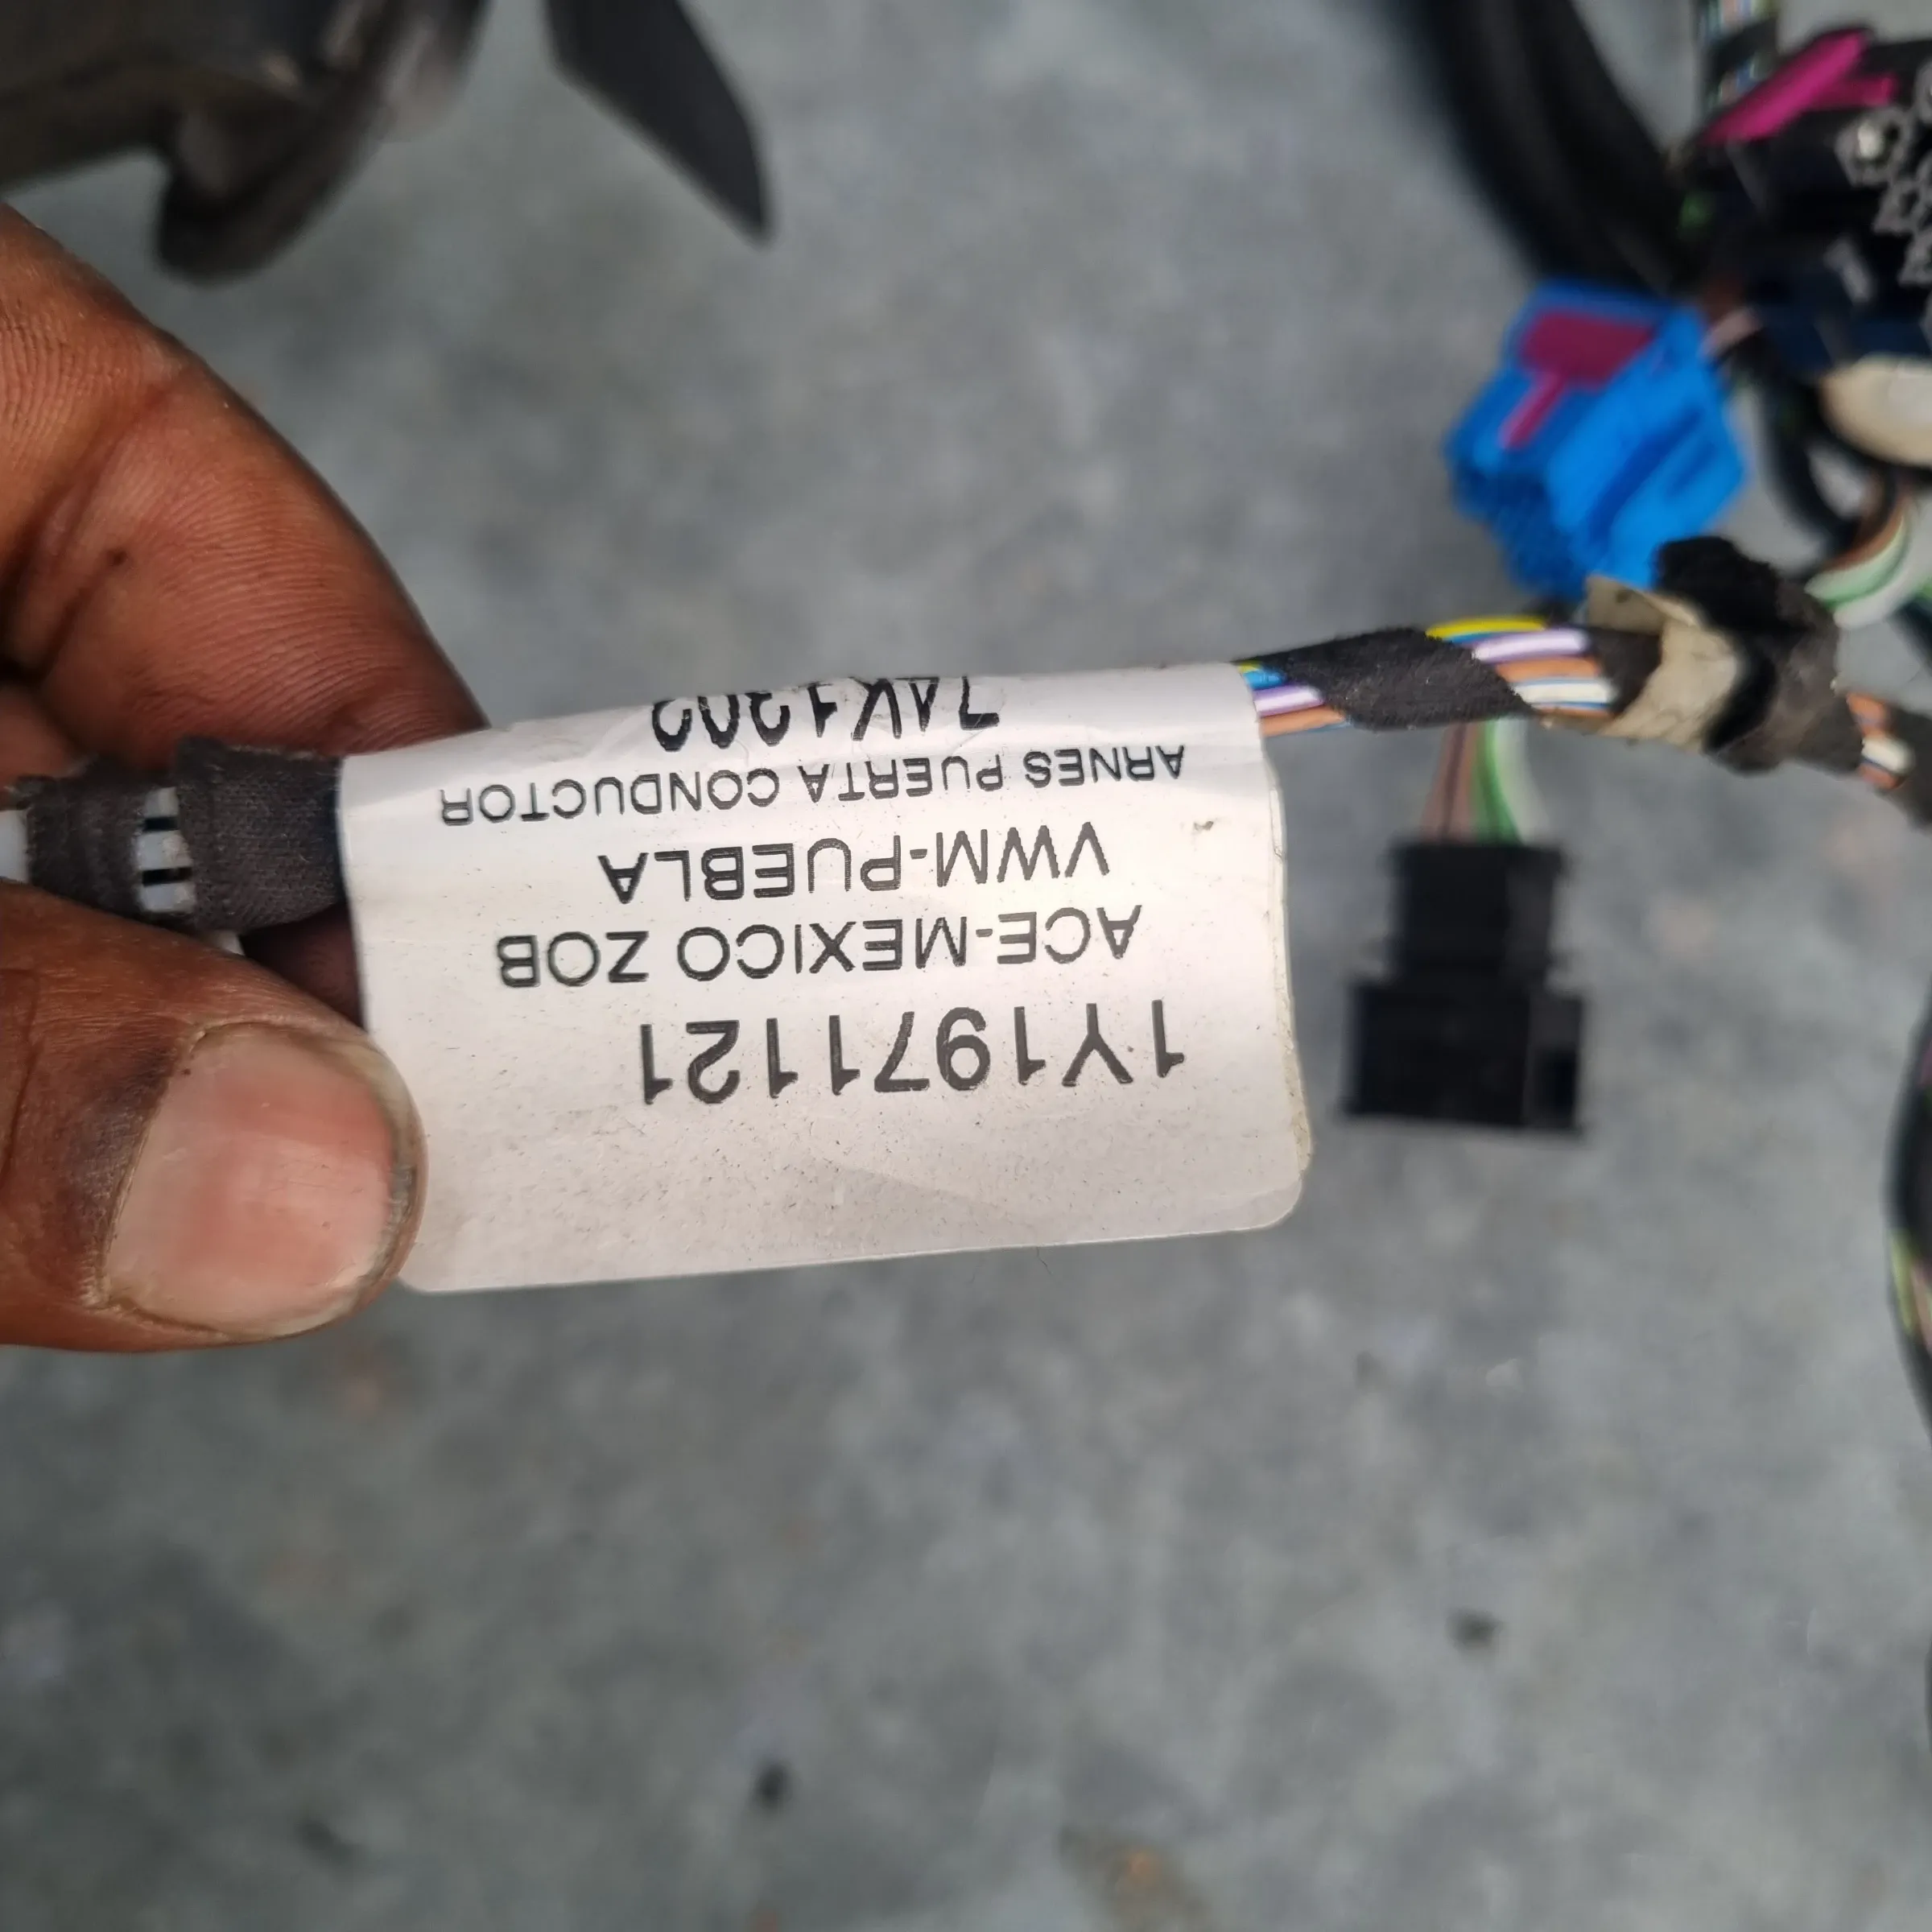 1Y1971121
ACE-MEXICO ZOB
VWM-PUEBLA
ARNES PUERTA CONDUCTOR